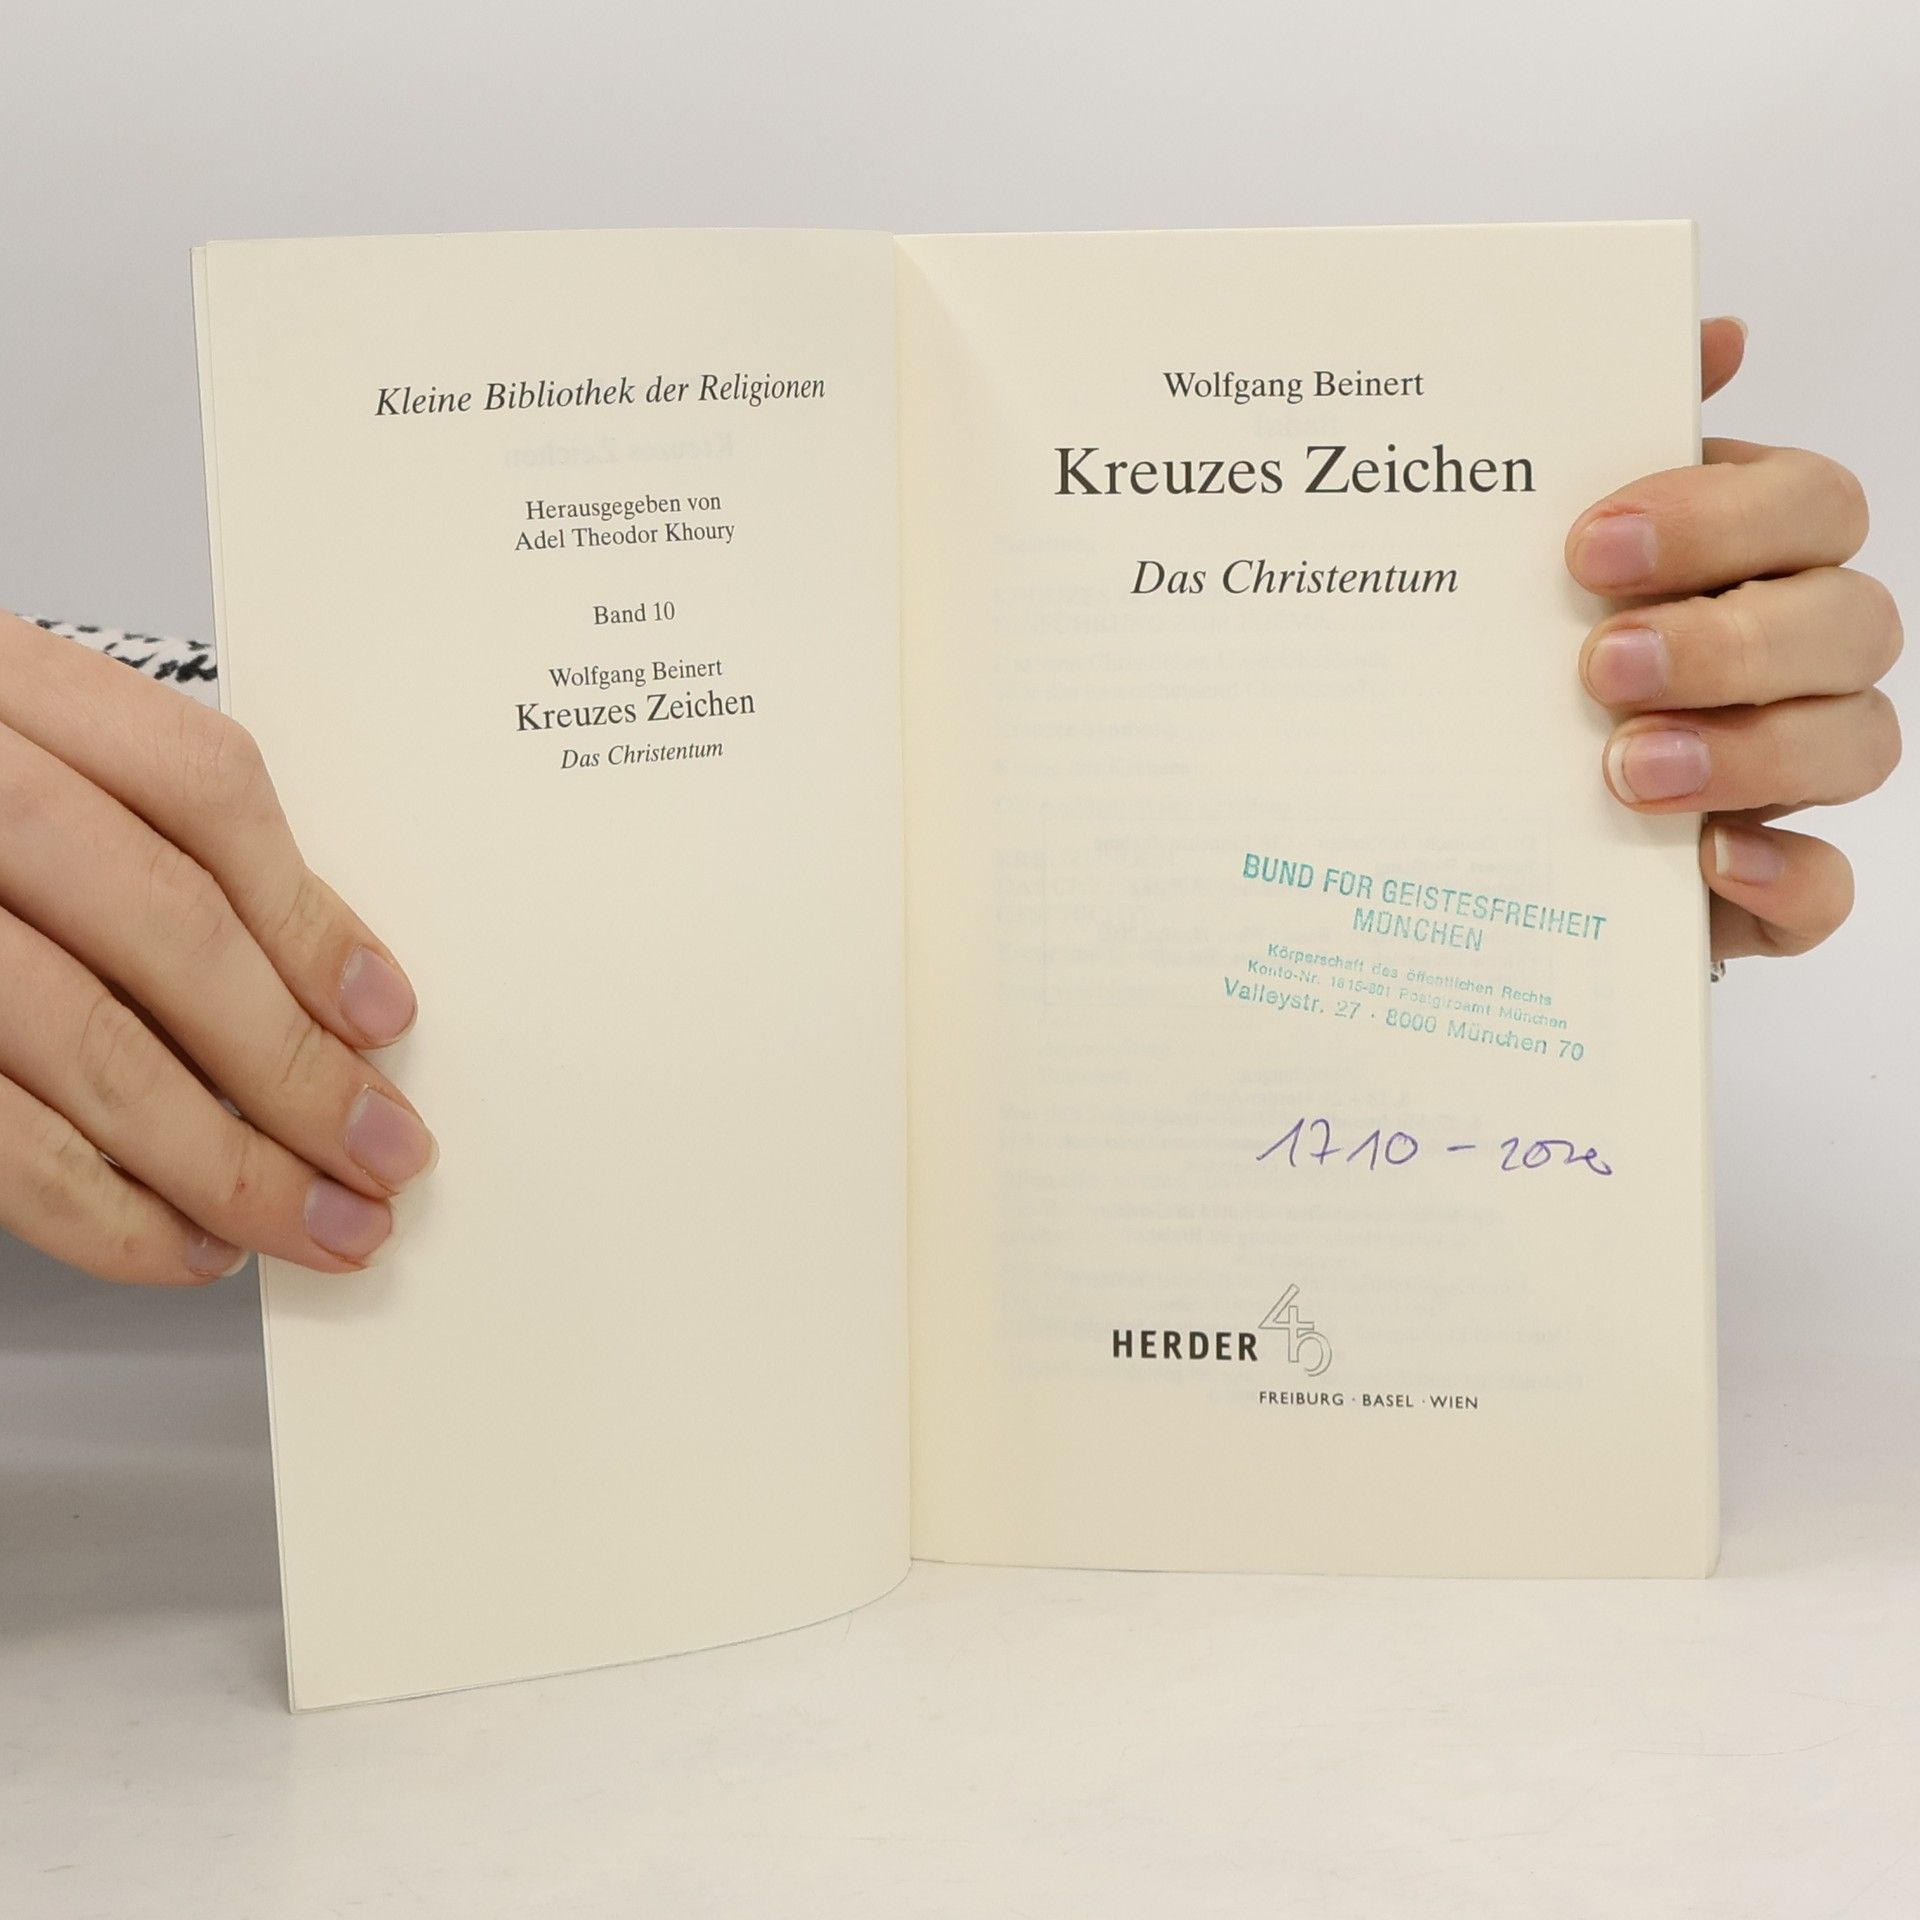 Kleine Bibliothek der Religionen
Herausgegeben von
Adel Theodor Khoury
Band 10
Wolfgang Beinert
Kreuzes Zeichen
Das Christentum
Wolfgang Beinert
Kreuzes Zeichen
Das Christentum
BUND FÜR GEISTESFREIHEIT
MÜNCHEN
Körperschaft des öffentlichen Rechts
Konto-Nr. 1815-801 Postgiroamt München
Valleystr. 27 · 8000 München 70
1710 –
HERDER
FREIBURG · BASEL · WIEN